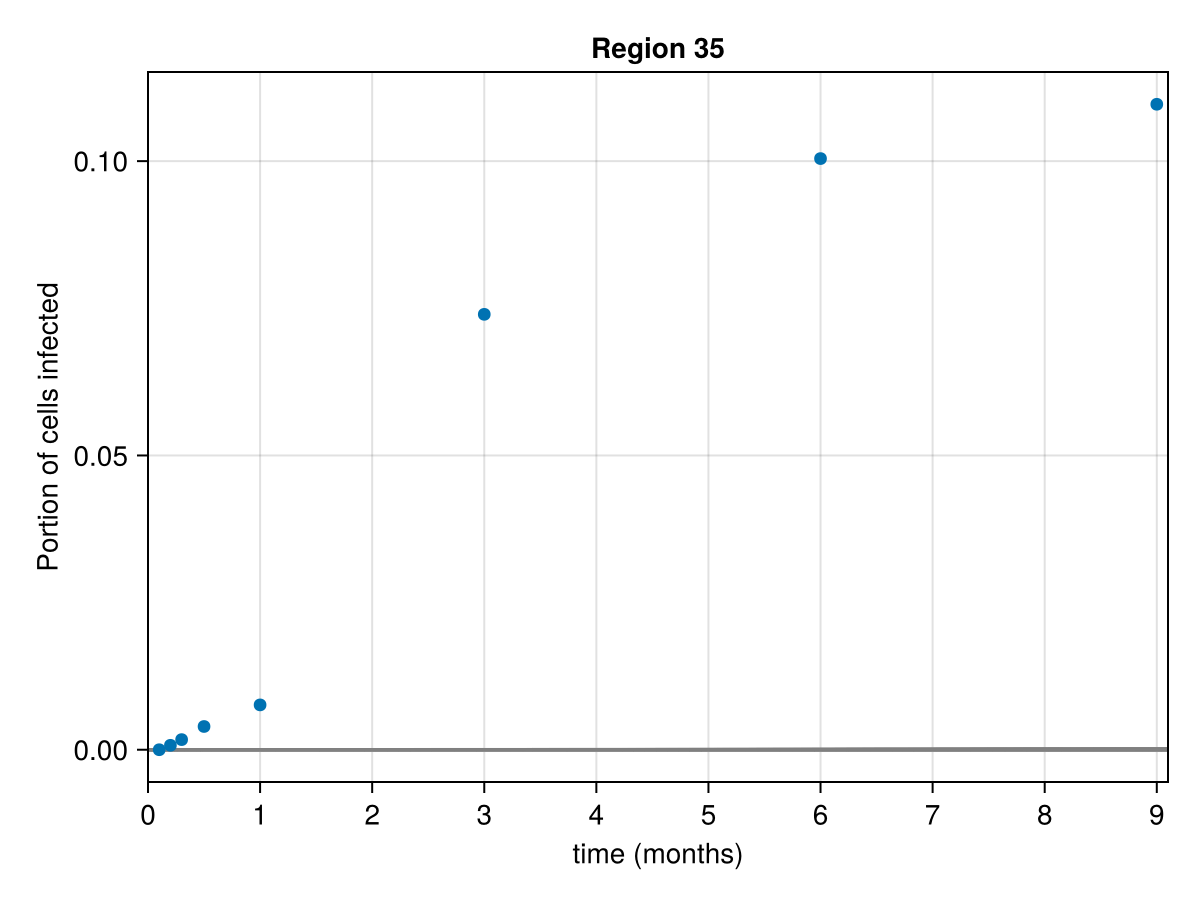 Region 35
Portion of cells infected
0.10
0.05
0.00
0 1 2 3 4 5 6 7 8 9
time (months)